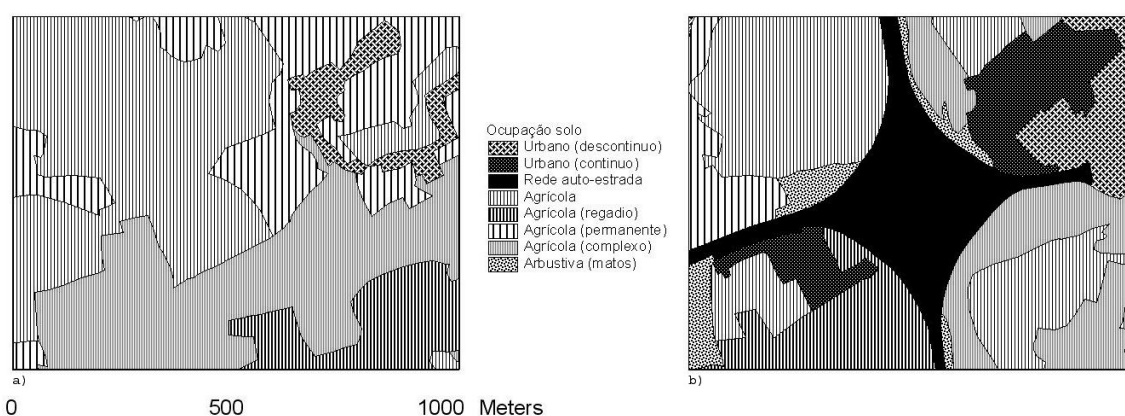 Ocupação solo
Urbano (descontinuo)
Urbano (continuo)
Rede auto-estrada
Agrícola
Agrícola (regadio)
Agrícola (permanente)
Agrícola (complexo)
Arbustiva (matos)
a)
b)
0 500 1000 Meters